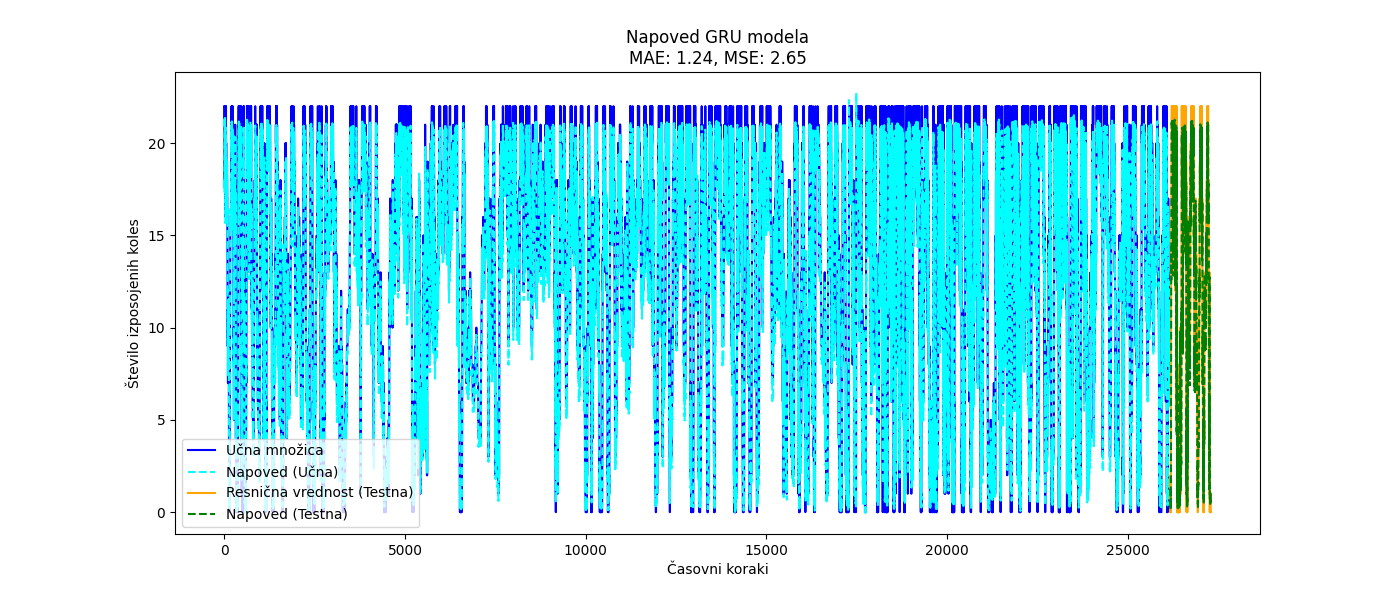 Napoved GRU modela
MAE: 1.24, MSE: 2.65
Število izposojenih koles
20
15
10
5
0
Učna množica
Napoved (Učna)
Resnična vrednost (Testna)
Napoved (Testna)
0
5000
10000
15000
20000
25000
Časovni koraki